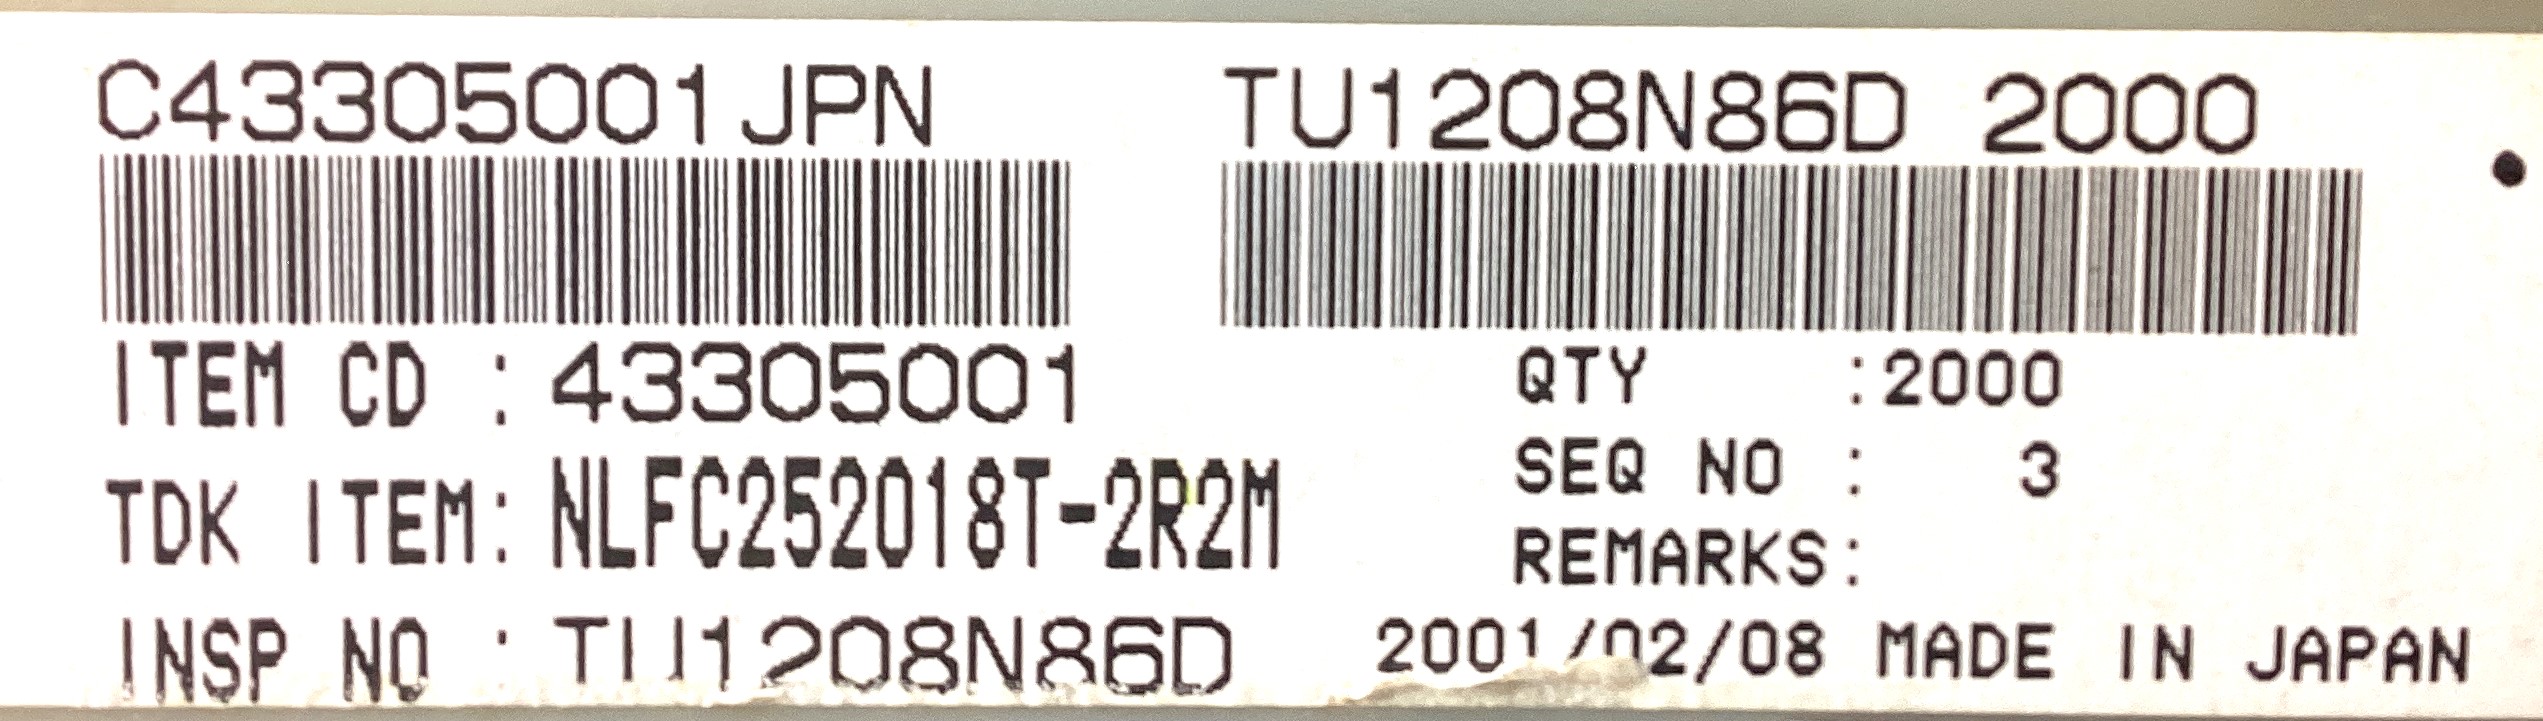 C43305001JPN
TU1208N86D 2000
ITEM CD : 43305001
QTY :2000
TDK ITEM: NLFC252018T-2R2M
SEQ NO : 3
REMARKS:
INSP NO : TU1208N86D
2001/02/08 MADE IN JAPAN